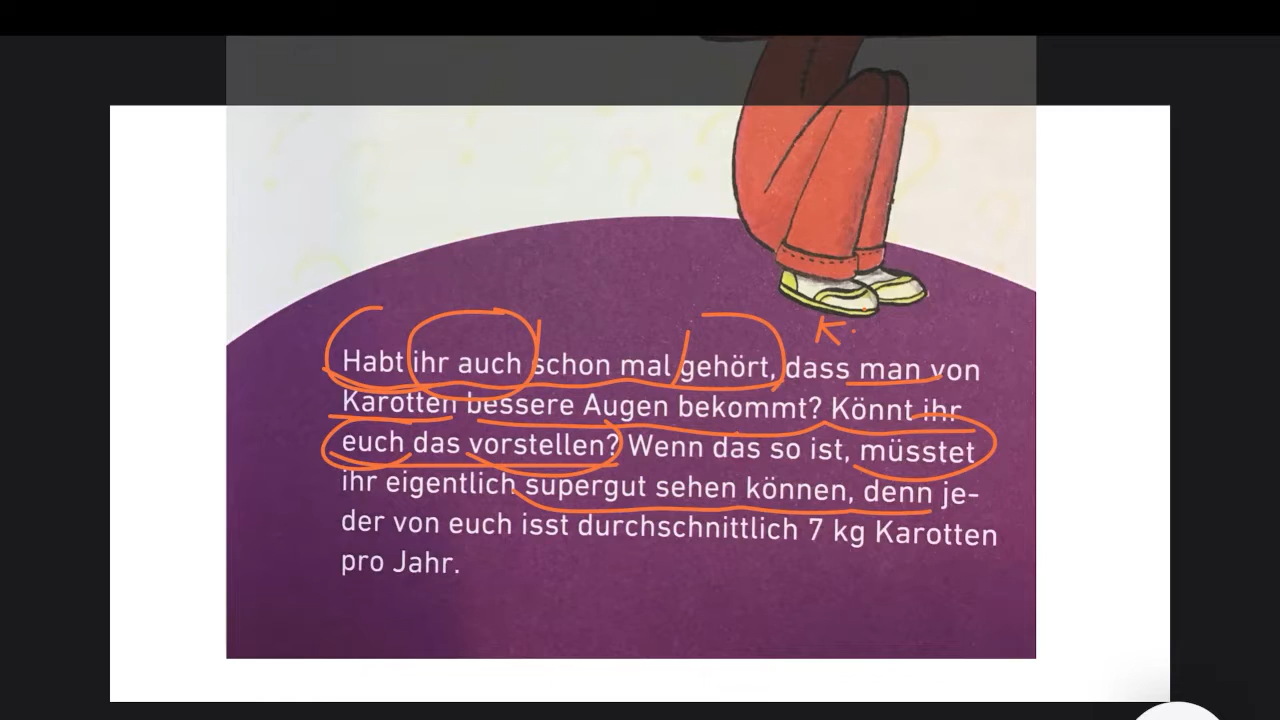 K.
Habt ihr auch schon mal gehört, dass man von
Karotten bessere Augen bekommt? Könnt ihr
euch das vorstellen? Wenn das so ist, müsstet
ihr eigentlich supergut sehen können, denn je-
der von euch isst durchschnittlich 7 kg Karotten
pro Jahr.